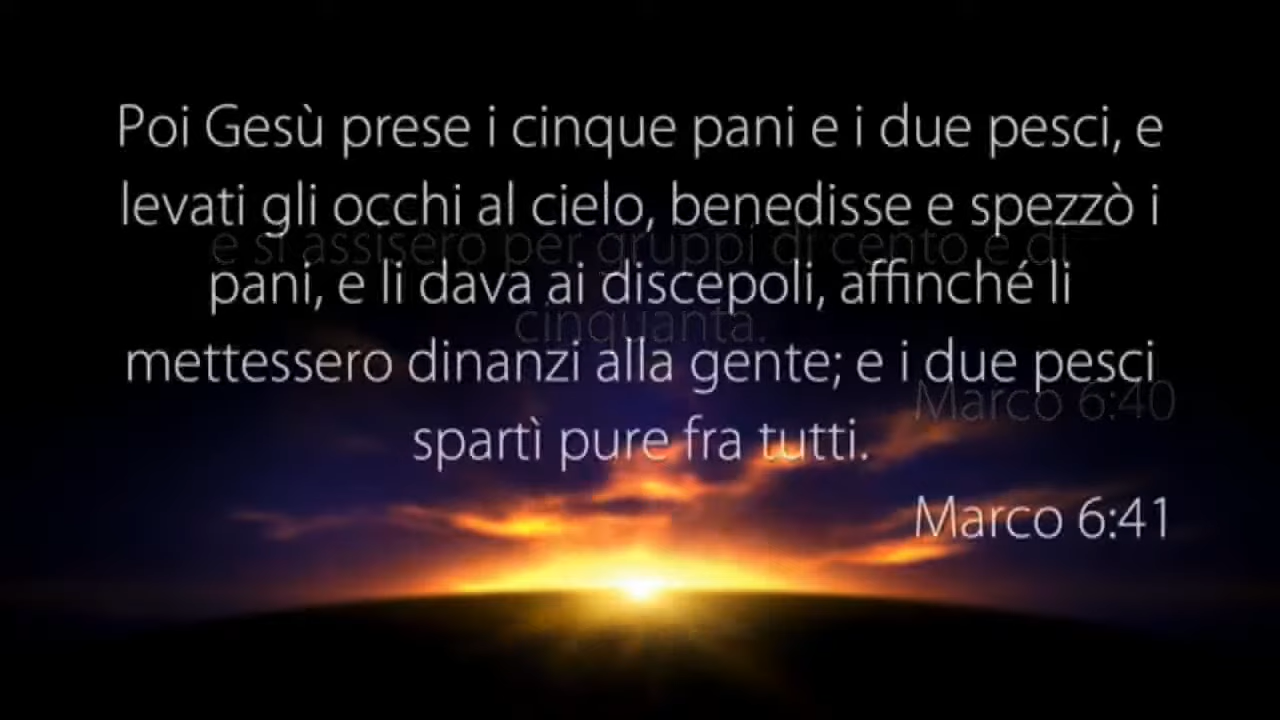 Poi Gesù prese i cinque pani e i due pesci, e
levati gli occhi al cielo, benedisse e spezzò i
e si assisero per gruppi di cento e di
pani, e li dava ai discepoli, affinché li
cinquanta.
mettessero dinanzi alla gente; e i due pesci
Marco 6:40
spartì pure fra tutti.
Marco 6:41